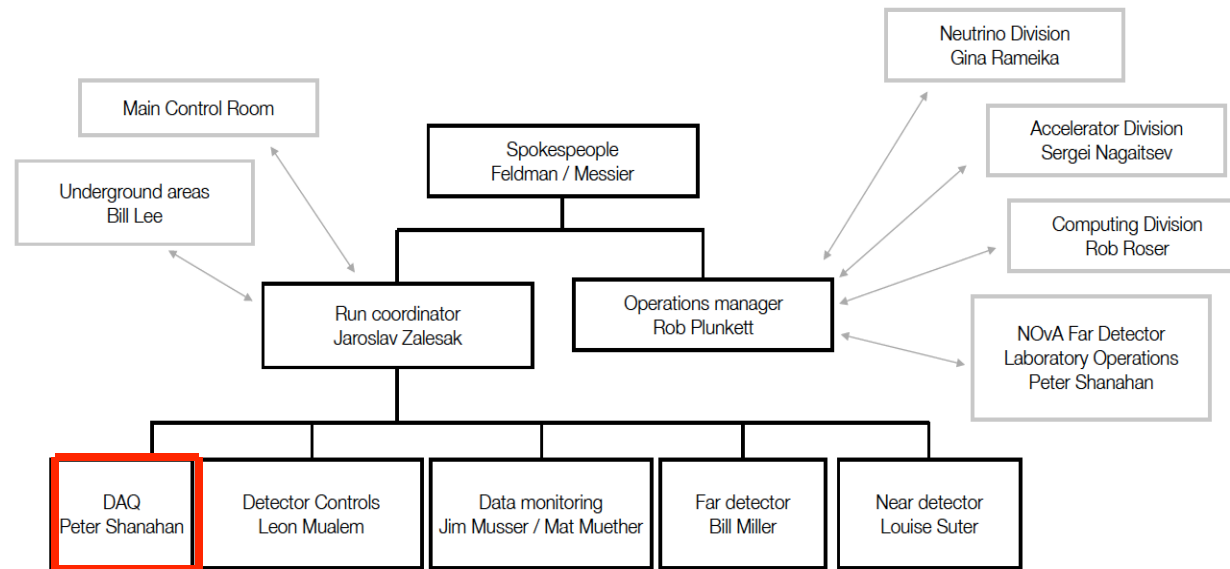 Neutrino Division
Gina Rameika
Main Control Room
Accelerator Division
Sergei Nagaitsev
Spokespeople
Feldman / Messier
Underground areas
Bill Lee
Computing Division
Rob Roser
Run coordinator
Jaroslav Zalesak
Operations manager
Rob Plunkett
NOvA Far Detector
Laboratory Operations
Peter Shanahan
DAQ
Peter Shanahan
Detector Controls
Leon Mualem
Data monitoring
Jim Musser / Mat Muether
Far detector
Bill Miller
Near detector
Louise Suter